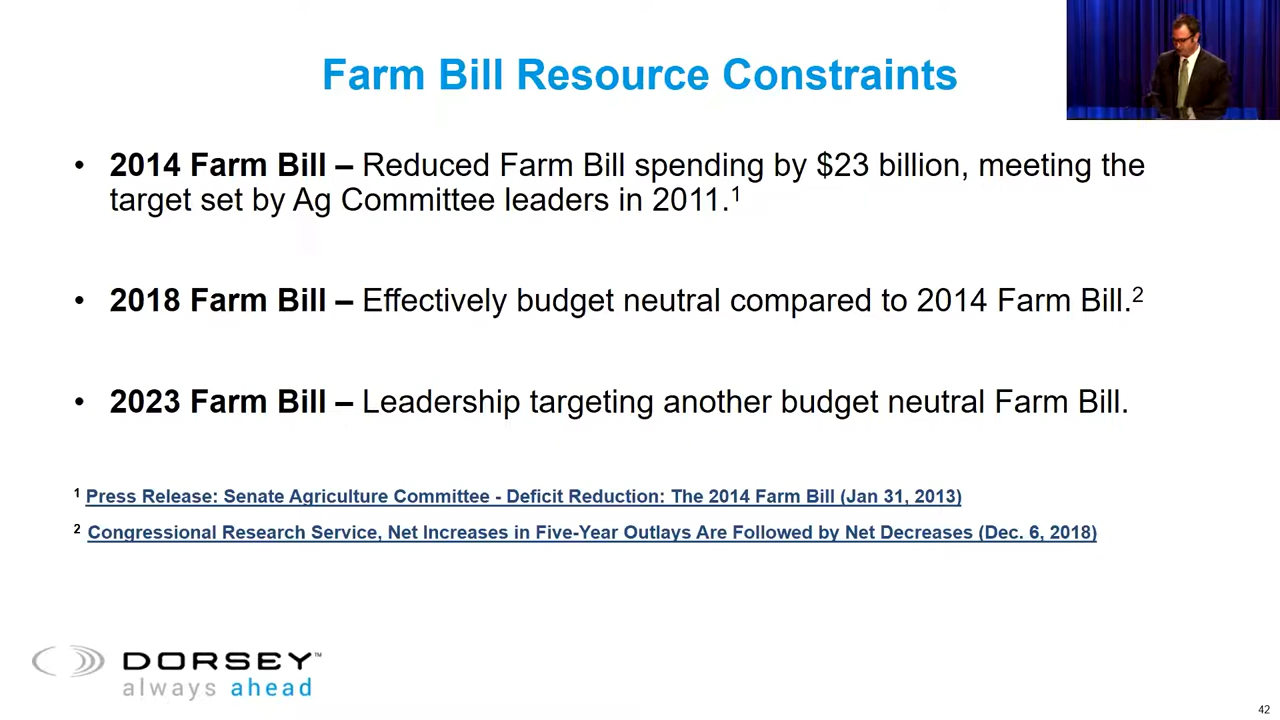 Farm Bill Resource Constraints
• 2014 Farm Bill – Reduced Farm Bill spending by $23 billion, meeting the
target set by Ag Committee leaders in 2011.¹
• 2018 Farm Bill – Effectively budget neutral compared to 2014 Farm Bill.²
• 2023 Farm Bill – Leadership targeting another budget neutral Farm Bill.
¹ Press Release: Senate Agriculture Committee - Deficit Reduction: The 2014 Farm Bill (Jan 31, 2013)
² Congressional Research Service, Net Increases in Five-Year Outlays Are Followed by Net Decreases (Dec. 6, 2018)
DORSEY™
always ahead
42